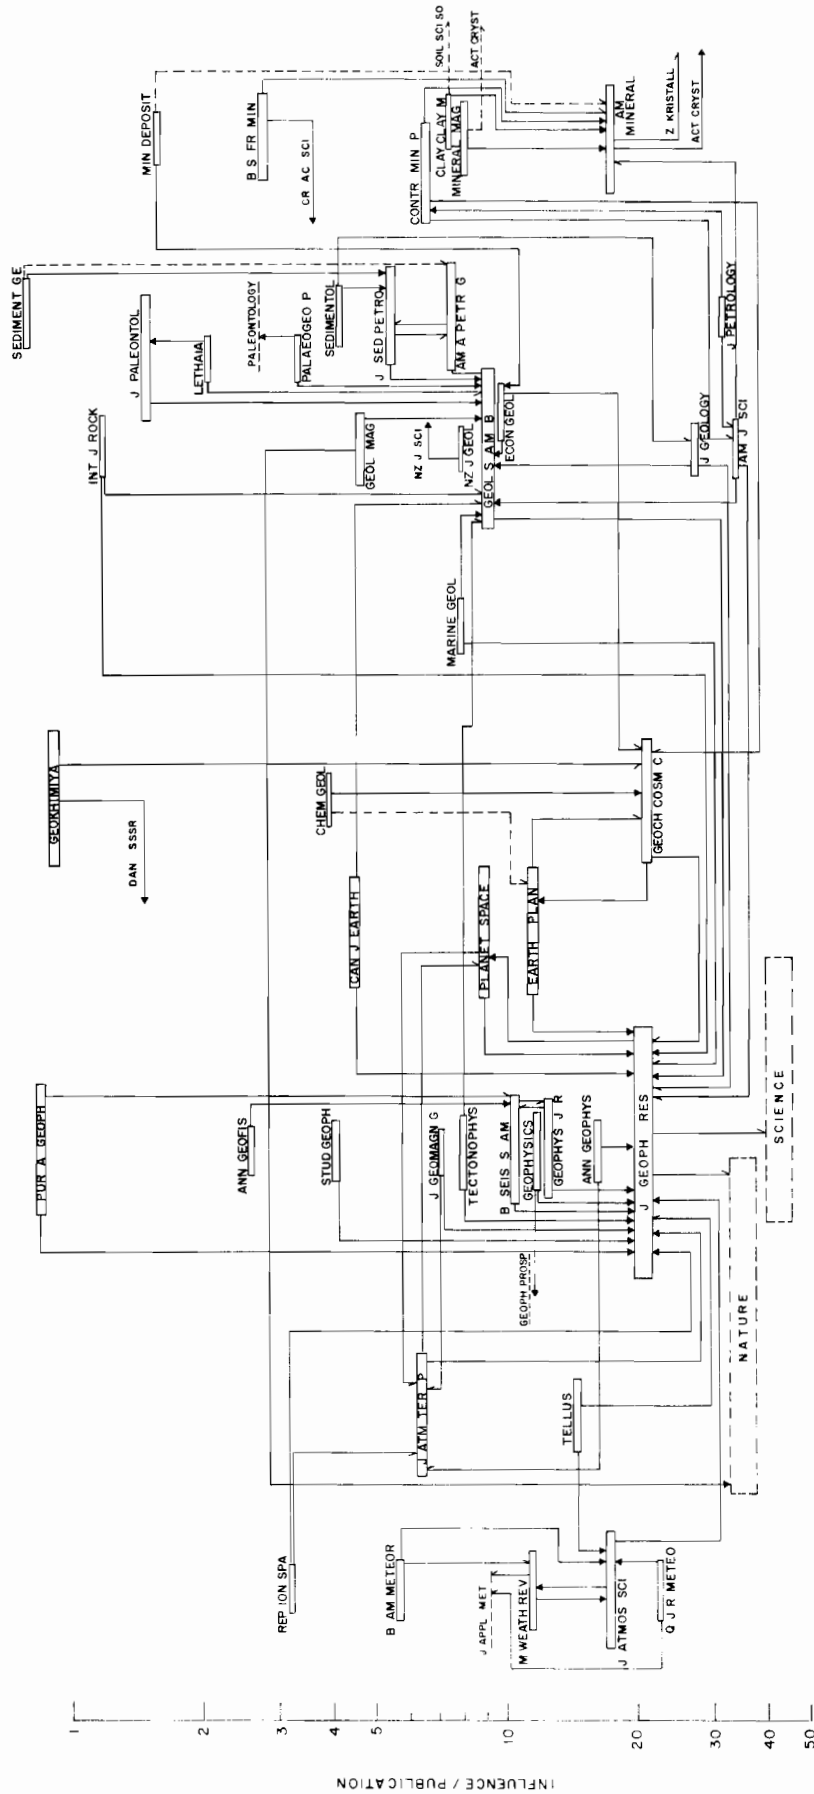 SEDIMENT GE
MIN DEPOSIT
B S FR MIN
CR AC SCI
SOIL SCI SO
ACT CRYST
CLAY CLAY M
MINERAL MAG
CONTR MIN P
AM MINERAL
Z KRISTALL
ACT CRYST
INT J ROCK
J PALEONTOL
LETHAIA
PALEONTOLOGY
PALAEOGEO P
SEDIMENTOL
J SED PETRO
AM A PETR G
J PETROLOGY
GEOL MAG
NZ J SCI
NZ J GEOL
GEOL S AM B
ECON GEOL
J GEOLOGY
AM J SCI
MARINE GEOL
GEOKHIMIYA
DAN SSSR
CHEM GEOL
GEOCH COSM C
CAN J EARTH
PLANET SPACE
EARTH PLAN
PUR A GEOPH
ANN GEOFIS
STUD GEOPH
J GEOMAGN G
TECTONOPHYS
B SEIS S AM
GEOPHYSICS
GEOPHYS J R
ANN GEOPHYS
J GEOPH RES
SCIENCE
GEOPH PROSP
NATURE
J ATM TER P
TELLUS
REP ION SPA
B AM METEOR
J APPL MET
M WEATH REV
J ATMOS SCI
Q J R METEO
1
2
3
5
10
20
30
40
50
INFLUENCE / PUBLICATION